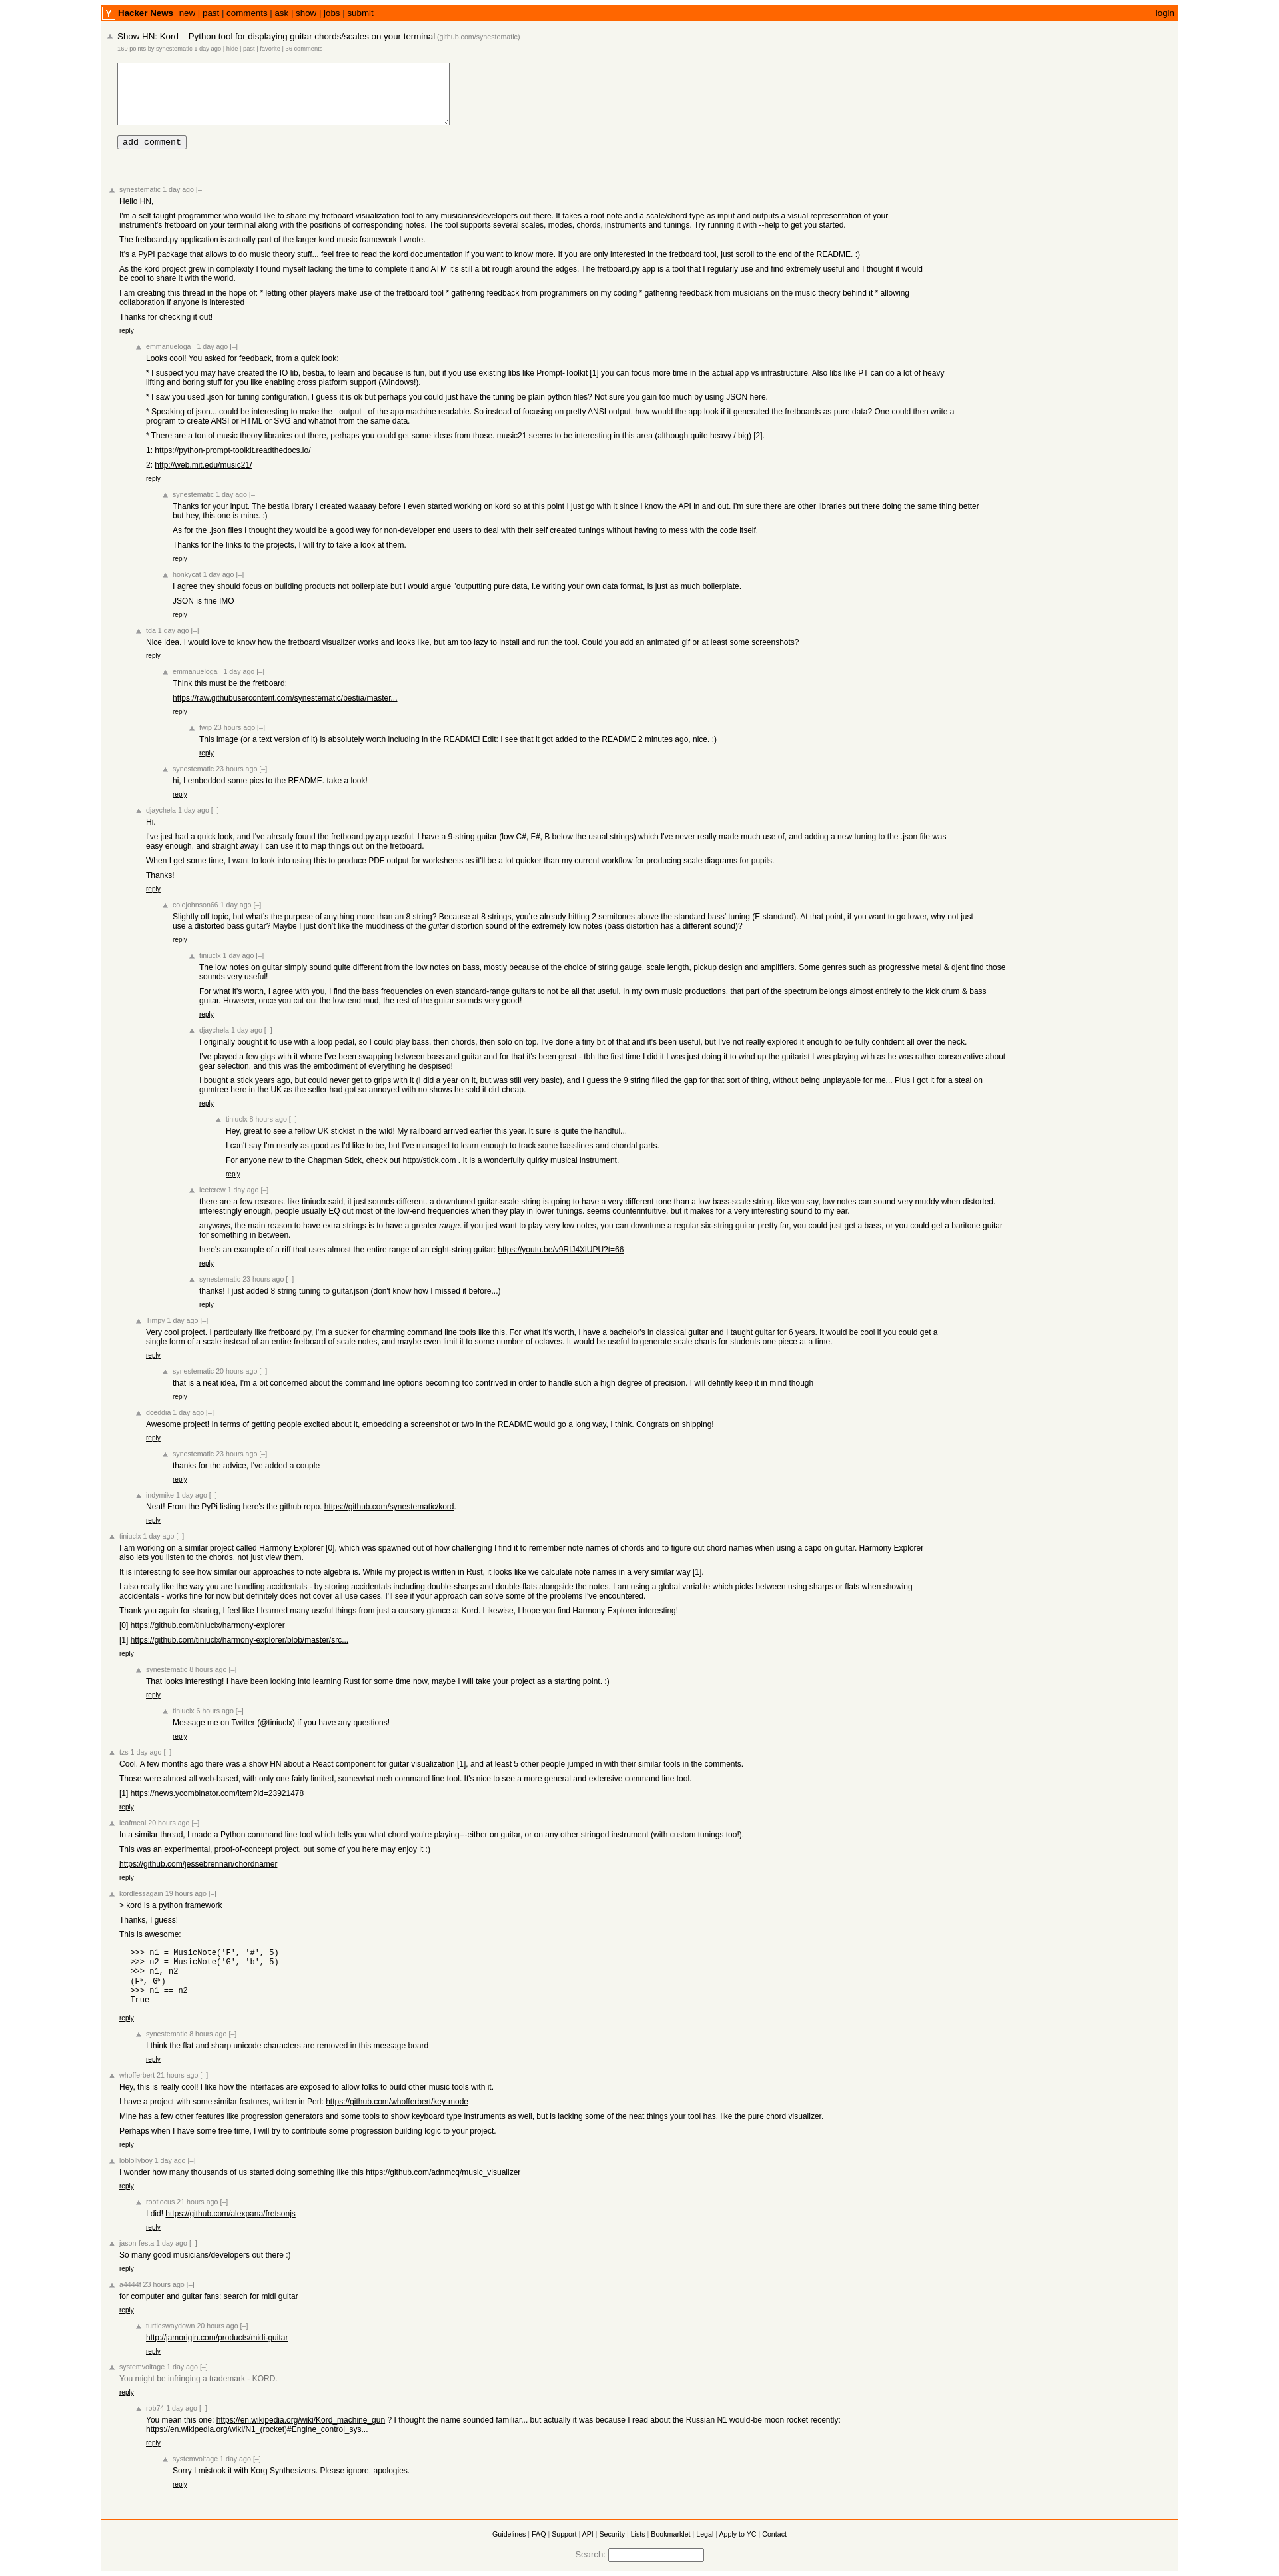 Y Hacker News new | past | comments | ask | show | jobs | submit login
Show HN: Kord – Python tool for displaying guitar chords/scales on your terminal (github.com/synestematic)
169 points by synestematic 1 day ago | hide | past | favorite | 36 comments
add comment
synestematic 1 day ago [–]
Hello HN,
I'm a self taught programmer who would like to share my fretboard visualization tool to any musicians/developers out there. It takes a root note and a scale/chord type as input and outputs a visual representation of your
instrument's fretboard on your terminal along with the positions of corresponding notes. The tool supports several scales, modes, chords, instruments and tunings. Try running it with --help to get you started.
The fretboard.py application is actually part of the larger kord music framework I wrote.
It's a PyPI package that allows to do music theory stuff... feel free to read the kord documentation if you want to know more. If you are only interested in the fretboard tool, just scroll to the end of the README. :)
As the kord project grew in complexity I found myself lacking the time to complete it and ATM it's still a bit rough around the edges. The fretboard.py app is a tool that I regularly use and find extremely useful and I thought it would
be cool to share it with the world.
I am creating this thread in the hope of: * letting other players make use of the fretboard tool * gathering feedback from programmers on my coding * gathering feedback from musicians on the music theory behind it * allowing
collaboration if anyone is interested
Thanks for checking it out!
reply
emmanueloga_ 1 day ago [–]
Looks cool! You asked for feedback, from a quick look:
* I suspect you may have created the IO lib, bestia, to learn and because is fun, but if you use existing libs like Prompt-Toolkit [1] you can focus more time in the actual app vs infrastructure. Also libs like PT can do a lot of heavy
lifting and boring stuff for you like enabling cross platform support (Windows!).
* I saw you used .json for tuning configuration, I guess it is ok but perhaps you could just have the tuning be plain python files? Not sure you gain too much by using JSON here.
* Speaking of json... could be interesting to make the _output_ of the app machine readable. So instead of focusing on pretty ANSI output, how would the app look if it generated the fretboards as pure data? One could then write a
program to create ANSI or HTML or SVG and whatnot from the same data.
* There are a ton of music theory libraries out there, perhaps you could get some ideas from those. music21 seems to be interesting in this area (although quite heavy / big) [2].
1: https://python-prompt-toolkit.readthedocs.io/
2: http://web.mit.edu/music21/
reply
synestematic 1 day ago [–]
Thanks for your input. The bestia library I created waaaay before I even started working on kord so at this point I just go with it since I know the API in and out. I'm sure there are other libraries out there doing the same thing better
but hey, this one is mine. :)
As for the .json files I thought they would be a good way for non-developer end users to deal with their self created tunings without having to mess with the code itself.
Thanks for the links to the projects, I will try to take a look at them.
reply
honkycat 1 day ago [–]
I agree they should focus on building products not boilerplate but i would argue "outputting pure data, i.e writing your own data format, is just as much boilerplate.
JSON is fine IMO
reply
tda 1 day ago [–]
Nice idea. I would love to know how the fretboard visualizer works and looks like, but am too lazy to install and run the tool. Could you add an animated gif or at least some screenshots?
reply
emmanueloga_ 1 day ago [–]
Think this must be the fretboard:
https://raw.githubusercontent.com/synestematic/bestia/master...
reply
fwip 23 hours ago [–]
This image (or a text version of it) is absolutely worth including in the README! Edit: I see that it got added to the README 2 minutes ago, nice. :)
reply
synestematic 23 hours ago [–]
hi, I embedded some pics to the README. take a look!
reply
djaychela 1 day ago [–]
Hi.
I've just had a quick look, and I've already found the fretboard.py app useful. I have a 9-string guitar (low C#, F#, B below the usual strings) which I've never really made much use of, and adding a new tuning to the .json file was
easy enough, and straight away I can use it to map things out on the fretboard.
When I get some time, I want to look into using this to produce PDF output for worksheets as it'll be a lot quicker than my current workflow for producing scale diagrams for pupils.
Thanks!
reply
colejohnson66 1 day ago [–]
Slightly off topic, but what's the purpose of anything more than an 8 string? Because at 8 strings, you're already hitting 2 semitones above the standard bass' tuning (E standard). At that point, if you want to go lower, why not just
use a distorted bass guitar? Maybe I just don't like the muddiness of the guitar distortion sound of the extremely low notes (bass distortion has a different sound)?
reply
tiniuclx 1 day ago [–]
The low notes on guitar simply sound quite different from the low notes on bass, mostly because of the choice of string gauge, scale length, pickup design and amplifiers. Some genres such as progressive metal & djent find those
sounds very useful!
For what it's worth, I agree with you, I find the bass frequencies on even standard-range guitars to not be all that useful. In my own music productions, that part of the spectrum belongs almost entirely to the kick drum & bass
guitar. However, once you cut out the low-end mud, the rest of the guitar sounds very good!
reply
djaychela 1 day ago [–]
I originally bought it to use with a loop pedal, so I could play bass, then chords, then solo on top. I've done a tiny bit of that and it's been useful, but I've not really explored it enough to be fully confident all over the neck.
I've played a few gigs with it where I've been swapping between bass and guitar and for that it's been great - tbh the first time I did it I was just doing it to wind up the guitarist I was playing with as he was rather conservative about
gear selection, and this was the embodiment of everything he despised!
I bought a stick years ago, but could never get to grips with it (I did a year on it, but was still very basic), and I guess the 9 string filled the gap for that sort of thing, without being unplayable for me... Plus I got it for a steal on
gumtree here in the UK as the seller had got so annoyed with no shows he sold it dirt cheap.
reply
tiniuclx 8 hours ago [–]
Hey, great to see a fellow UK stickist in the wild! My railboard arrived earlier this year. It sure is quite the handful...
I can't say I'm nearly as good as I'd like to be, but I've managed to learn enough to track some basslines and chordal parts.
For anyone new to the Chapman Stick, check out http://stick.com . It is a wonderfully quirky musical instrument.
reply
leetcrew 1 day ago [–]
there are a few reasons. like tiniuclx said, it just sounds different. a downtuned guitar-scale string is going to have a very different tone than a low bass-scale string. like you say, low notes can sound very muddy when distorted.
interestingly enough, people usually EQ out most of the low-end frequencies when they play in lower tunings. seems counterintuitive, but it makes for a very interesting sound to my ear.
anyways, the main reason to have extra strings is to have a greater range. if you just want to play very low notes, you can downtune a regular six-string guitar pretty far, you could just get a bass, or you could get a baritone guitar
for something in between.
here's an example of a riff that uses almost the entire range of an eight-string guitar: https://youtu.be/v9RIJ4XlUPU?t=66
reply
synestematic 23 hours ago [–]
thanks! I just added 8 string tuning to guitar.json (don't know how I missed it before...)
reply
Timpy 1 day ago [–]
Very cool project. I particularly like fretboard.py, I'm a sucker for charming command line tools like this. For what it's worth, I have a bachelor's in classical guitar and I taught guitar for 6 years. It would be cool if you could get a
single form of a scale instead of an entire fretboard of scale notes, and maybe even limit it to some number of octaves. It would be useful to generate scale charts for students one piece at a time.
reply
synestematic 20 hours ago [–]
that is a neat idea, I'm a bit concerned about the command line options becoming too contrived in order to handle such a high degree of precision. I will defintly keep it in mind though
reply
dceddia 1 day ago [–]
Awesome project! In terms of getting people excited about it, embedding a screenshot or two in the README would go a long way, I think. Congrats on shipping!
reply
synestematic 23 hours ago [–]
thanks for the advice, I've added a couple
reply
indymike 1 day ago [–]
Neat! From the PyPi listing here's the github repo. https://github.com/synestematic/kord.
reply
tiniuclx 1 day ago [–]
I am working on a similar project called Harmony Explorer [0], which was spawned out of how challenging I find it to remember note names of chords and to figure out chord names when using a capo on guitar. Harmony Explorer
also lets you listen to the chords, not just view them.
It is interesting to see how similar our approaches to note algebra is. While my project is written in Rust, it looks like we calculate note names in a very similar way [1].
I also really like the way you are handling accidentals - by storing accidentals including double-sharps and double-flats alongside the notes. I am using a global variable which picks between using sharps or flats when showing
accidentals - works fine for now but definitely does not cover all use cases. I'll see if your approach can solve some of the problems I've encountered.
Thank you again for sharing, I feel like I learned many useful things from just a cursory glance at Kord. Likewise, I hope you find Harmony Explorer interesting!
[0] https://github.com/tiniuclx/harmony-explorer
[1] https://github.com/tiniuclx/harmony-explorer/blob/master/src...
reply
synestematic 8 hours ago [–]
That looks interesting! I have been looking into learning Rust for some time now, maybe I will take your project as a starting point. :)
reply
tiniuclx 6 hours ago [–]
Message me on Twitter (@tiniuclx) if you have any questions!
reply
tzs 1 day ago [–]
Cool. A few months ago there was a show HN about a React component for guitar visualization [1], and at least 5 other people jumped in with their similar tools in the comments.
Those were almost all web-based, with only one fairly limited, somewhat meh command line tool. It's nice to see a more general and extensive command line tool.
[1] https://news.ycombinator.com/item?id=23921478
reply
leafmeal 20 hours ago [–]
In a similar thread, I made a Python command line tool which tells you what chord you're playing---either on guitar, or on any other stringed instrument (with custom tunings too!).
This was an experimental, proof-of-concept project, but some of you here may enjoy it :)
https://github.com/jessebrennan/chordnamer
reply
kordlessagain 19 hours ago [–]
> kord is a python framework
Thanks, I guess!
This is awesome:
>>> n1 = MusicNote('F', '#', 5)
>>> n2 = MusicNote('G', 'b', 5)
>>> n1, n2
(F⁵, G⁵)
>>> n1 == n2
True
reply
synestematic 8 hours ago [–]
I think the flat and sharp unicode characters are removed in this message board
reply
whofferbert 21 hours ago [–]
Hey, this is really cool! I like how the interfaces are exposed to allow folks to build other music tools with it.
I have a project with some similar features, written in Perl: https://github.com/whofferbert/key-mode
Mine has a few other features like progression generators and some tools to show keyboard type instruments as well, but is lacking some of the neat things your tool has, like the pure chord visualizer.
Perhaps when I have some free time, I will try to contribute some progression building logic to your project.
reply
loblollyboy 1 day ago [–]
I wonder how many thousands of us started doing something like this https://github.com/adnmcq/music_visualizer
reply
rootlocus 21 hours ago [–]
I did! https://github.com/alexpana/fretsonjs
reply
jason-festa 1 day ago [–]
So many good musicians/developers out there :)
reply
a4444f 23 hours ago [–]
for computer and guitar fans: search for midi guitar
reply
turtleswaydown 20 hours ago [–]
http://jamorigin.com/products/midi-guitar
reply
systemvoltage 1 day ago [–]
You might be infringing a trademark - KORD.
reply
rob74 1 day ago [–]
You mean this one: https://en.wikipedia.org/wiki/Kord_machine_gun ? I thought the name sounded familiar... but actually it was because I read about the Russian N1 would-be moon rocket recently:
https://en.wikipedia.org/wiki/N1_(rocket)#Engine_control_sys...
reply
systemvoltage 1 day ago [–]
Sorry I mistook it with Korg Synthesizers. Please ignore, apologies.
reply
Guidelines | FAQ | Support | API | Security | Lists | Bookmarklet | Legal | Apply to YC | Contact
Search: